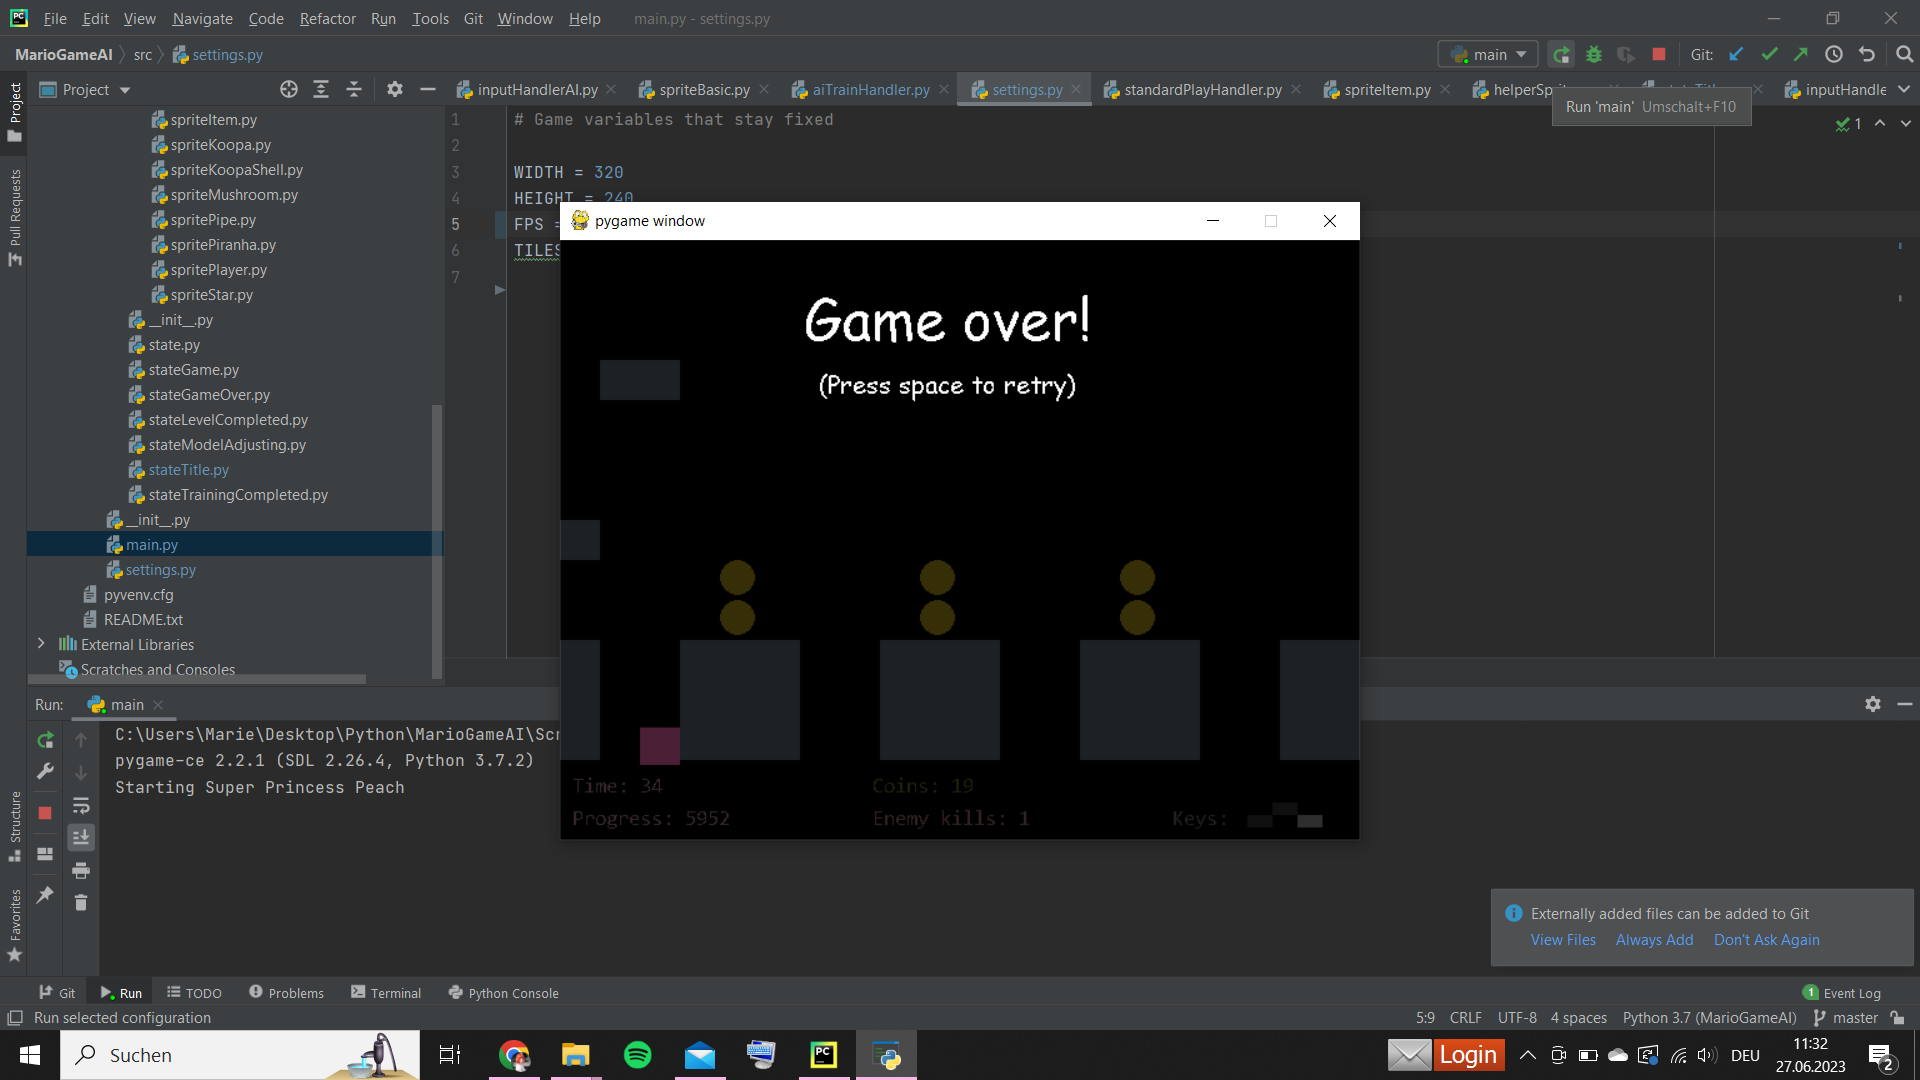 File Edit View Navigate Code Refactor Run Tools Git Window Help main.py - settings.py
MarioGameAI src settings.py main Git:
Project inputHandlerAI.py spriteBasic.py aiTrainHandler.py settings.py standardPlayHandler.py spriteItem.py
Run 'main' Umschalt+F10
Project
Pull Requests
Structure
Favorites
spriteItem.py
spriteKoopa.py
spriteKoopaShell.py
spriteMushroom.py
spritePipe.py
spritePiranha.py
spritePlayer.py
spriteStar.py
__init__.py
state.py
stateGame.py
stateGameOver.py
stateLevelCompleted.py
stateModelAdjusting.py
stateTitle.py
stateTrainingCompleted.py
__init__.py
main.py
settings.py
pyvenv.cfg
README.txt
External Libraries
Scratches and Consoles
1 # Game variables that stay fixed
2
3 WIDTH = 320
4 HEIGHT = 240
5 FPS =
6 TILES
7
1
pygame window
Game over!
(Press space to retry)
Time: 34 Coins: 19
Progress: 5952 Enemy kills: 1 Keys:
Run: main
C:\Users\Marie\Desktop\Python\MarioGameAI\Scr
pygame-ce 2.2.1 (SDL 2.26.4, Python 3.7.2)
Starting Super Princess Peach
Externally added files can be added to Git
View Files Always Add Don't Ask Again
Git Run TODO Problems Terminal Python Console 1 Event Log
Run selected configuration 5:9 CRLF UTF-8 4 spaces Python 3.7 (MarioGameAI) master
Suchen Login DEU 11:32
27.06.2023 2